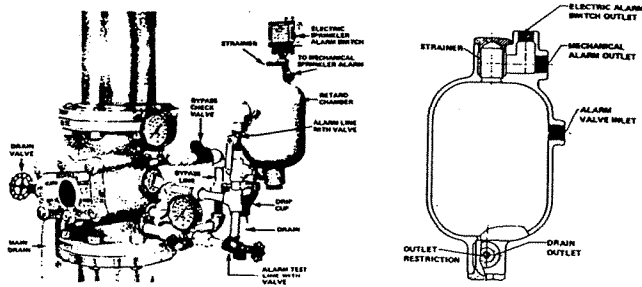 ELECTRIC
SPRINKLER
ALARM SWITCH
STRAINER
TO MECHANICAL
SPRINKLER ALARM
BYPASS
CHECK
VALVE
RETARD
CHAMBER
ALARM LINE
WITH VALVE
DRAIN
VALVE
BYPASS
LINE
DRIP
CUP
DRAIN
MAIN
DRAIN
ALARM TEST
LINE WITH
VALVE
ELECTRIC ALARM
SWITCH OUTLET
STRAINER
MECHANICAL
ALARM OUTLET
ALARM
VALVE INLET
OUTLET
RESTRICTION
DRAIN
OUTLET